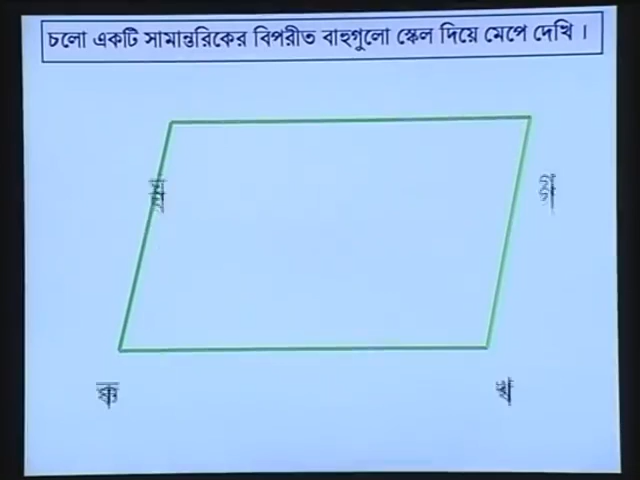 চলো একটি সামান্তরিকের বিপরীত বাহুগুলো স্কেল দিয়ে মেপে দেখি ।
গ
ক
খ